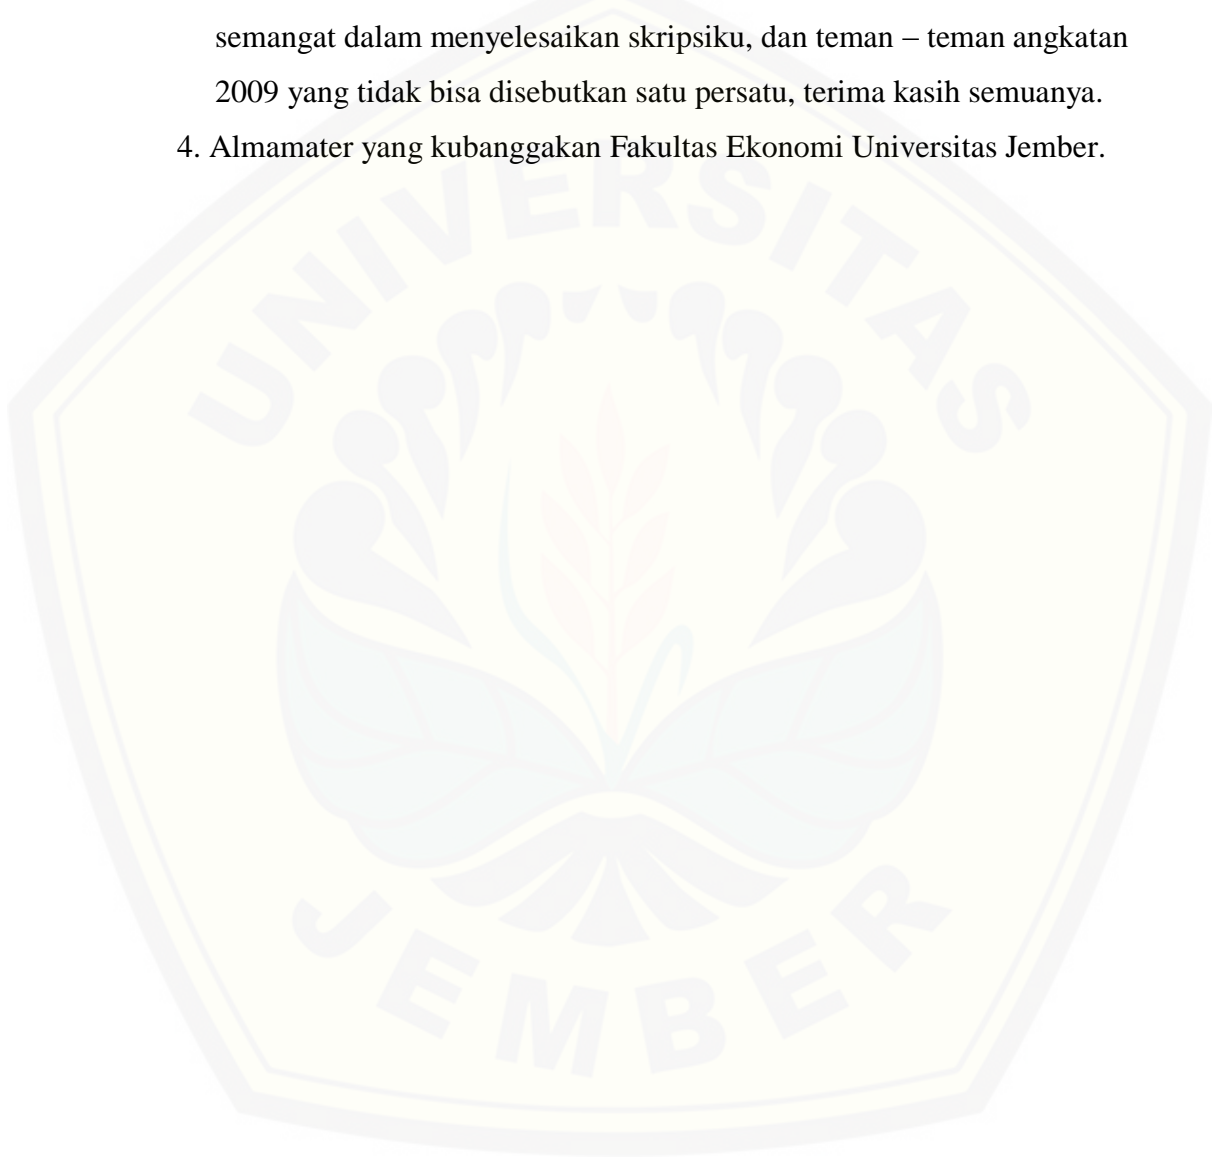 semangat dalam menyelesaikan skripsiku, dan teman – teman angkatan
2009 yang tidak bisa disebutkan satu persatu, terima kasih semuanya.
4. Almamater yang kubanggakan Fakultas Ekonomi Universitas Jember.
UNIVERSITAS
JEMBER